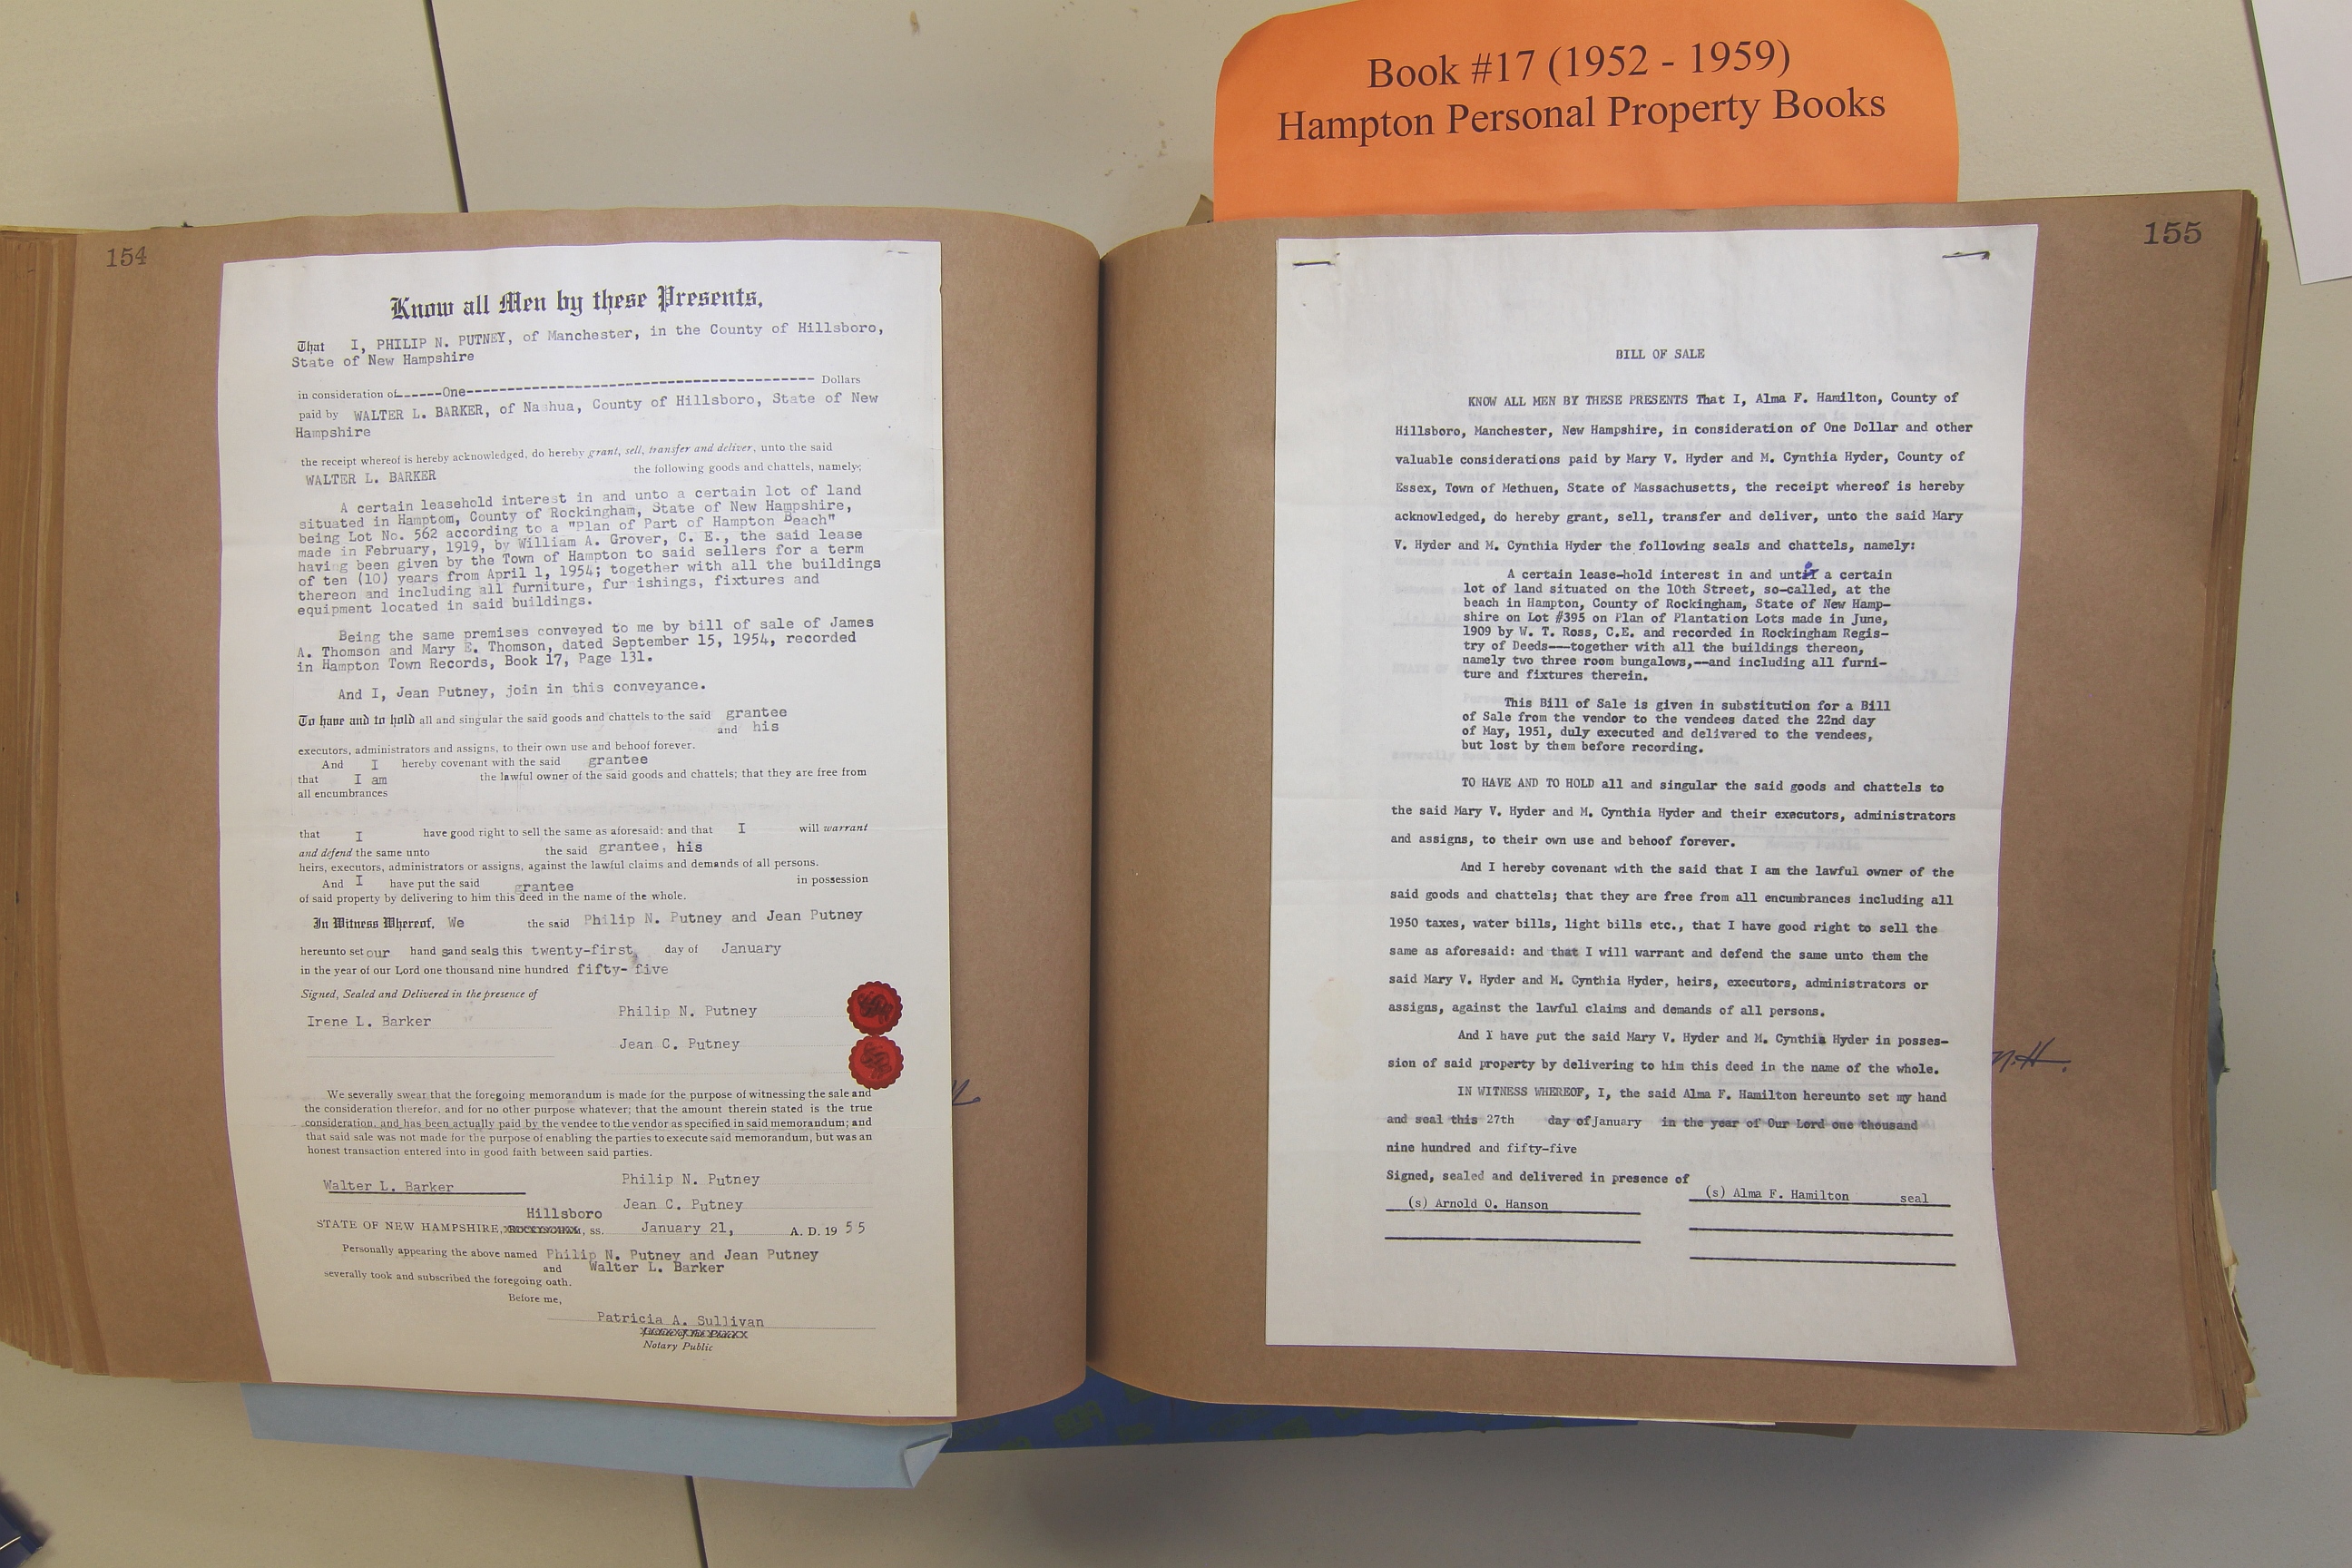 Book #17 (1952 - 1959)
Hampton Personal Property Books
154
Know all Men by these Presents,
That I, PHILIP N. PUTNEY, of Manchester, in the County of Hillsboro,
State of New Hampshire
in consideration of------One-------------------------------------------- Dollars
paid by WALTER L. BARKER, of Nashua, County of Hillsboro, State of New
Hampshire
the receipt whereof is hereby acknowledged, do hereby grant, sell, transfer and deliver, unto the said
WALTER L. BARKER the following goods and chattels, namely;
A certain leasehold interest in and unto a certain lot of land
situated in Hamptom, County of Rockingham, State of New Hampshire,
being Lot No. 562 according to a "Plan of Part of Hampton Beach"
made in February, 1919, by William A. Grover, C. E., the said lease
having been given by the Town of Hampton to said sellers for a term
of ten (10) years from April 1, 1954; together with all the buildings
thereon and including all furniture, fur ishings, fixtures and
equipment located in said buildings.
Being the same premises conveyed to me by bill of sale of James
A. Thomson and Mary E. Thomson, dated September 15, 1954, recorded
in Hampton Town Records, Book 17, Page 131.
And I, Jean Putney, join in this conveyance.
To have and to hold all and singular the said goods and chattels to the said grantee
and his
executors, administrators and assigns, to their own use and behoof forever.
And I hereby covenant with the said grantee
that I am the lawful owner of the said goods and chattels; that they are free from
all encumbrances
that I have good right to sell the same as aforesaid: and that I will warrant
and defend the same unto the said grantee, his
heirs, executors, administrators or assigns, against the lawful claims and demands of all persons.
And I have put the said grantee in possession
of said property by delivering to him this deed in the name of the whole.
In Witness Whereof, We the said Philip N. Putney and Jean Putney
hereunto set our hand sand seals this twenty-first, day of January
in the year of our Lord one thousand nine hundred fifty-five
Signed, Sealed and Delivered in the presence of
Irene L. Barker Philip N. Putney
Jean C. Putney
We severally swear that the foregoing memorandum is made for the purpose of witnessing the sale and
the consideration therefor, and for no other purpose whatever; that the amount therein stated is the true
consideration, and has been actually paid by the vendee to the vendor as specified in said memorandum; and
that said sale was not made for the purpose of enabling the parties to execute said memorandum, but was an
honest transaction entered into in good faith between said parties.
Walter L. Barker Philip N. Putney
Jean C. Putney
Hillsboro
STATE OF NEW HAMPSHIRE, ss. January 21, A. D. 19 55
Personally appearing the above named Philip N. Putney and Jean Putney
and Walter L. Barker
severally took and subscribed the foregoing oath.
Before me,
Patricia A. Sullivan
Notary Public
155
BILL OF SALE
KNOW ALL MEN BY THESE PRESENTS That I, Alma F. Hamilton, County of
Hillsboro, Manchester, New Hampshire, in consideration of One Dollar and other
valuable considerations paid by Mary V. Hyder and M. Cynthia Hyder, County of
Essex, Town of Methuen, State of Massachusetts, the receipt whereof is hereby
acknowledged, do hereby grant, sell, transfer and deliver, unto the said Mary
V. Hyder and M. Cynthia Hyder the following seals and chattels, namely:
A certain lease-hold interest in and unto a certain
lot of land situated on the 10th Street, so-called, at the
beach in Hampton, County of Rockingham, State of New Hamp-
shire on Lot #395 on Plan of Plantation Lots made in June,
1909 by W. T. Ross, C.E. and recorded in Rockingham Regis-
try of Deeds---together with all the buildings thereon,
namely two three room bungalows,--and including all furni-
ture and fixtures therein.
This Bill of Sale is given in substitution for a Bill
of Sale from the vendor to the vendees dated the 22nd day
of May, 1951, duly executed and delivered to the vendees,
but lost by them before recording.
TO HAVE AND TO HOLD all and singular the said goods and chattels to
the said Mary V. Hyder and M. Cynthia Hyder and their executors, administrators
and assigns, to their own use and behoof forever.
And I hereby covenant with the said that I am the lawful owner of the
said goods and chattels; that they are free from all encumbrances including all
1950 taxes, water bills, light bills etc., that I have good right to sell the
same as aforesaid: and that I will warrant and defend the same unto them the
said Mary V. Hyder and M. Cynthia Hyder, heirs, executors, administrators or
assigns, against the lawful claims and demands of all persons.
And I have put the said Mary V. Hyder and M. Cynthia Hyder in posses-
sion of said property by delivering to him this deed in the name of the whole.
N.H.
IN WITNESS WHEREOF, I, the said Alma F. Hamilton hereunto set my hand
and seal this 27th day of January in the year of Our Lord one thousand
nine hundred and fifty-five
Signed, sealed and delivered in presence of
(s) Arnold O. Hanson (s) Alma F. Hamilton seal